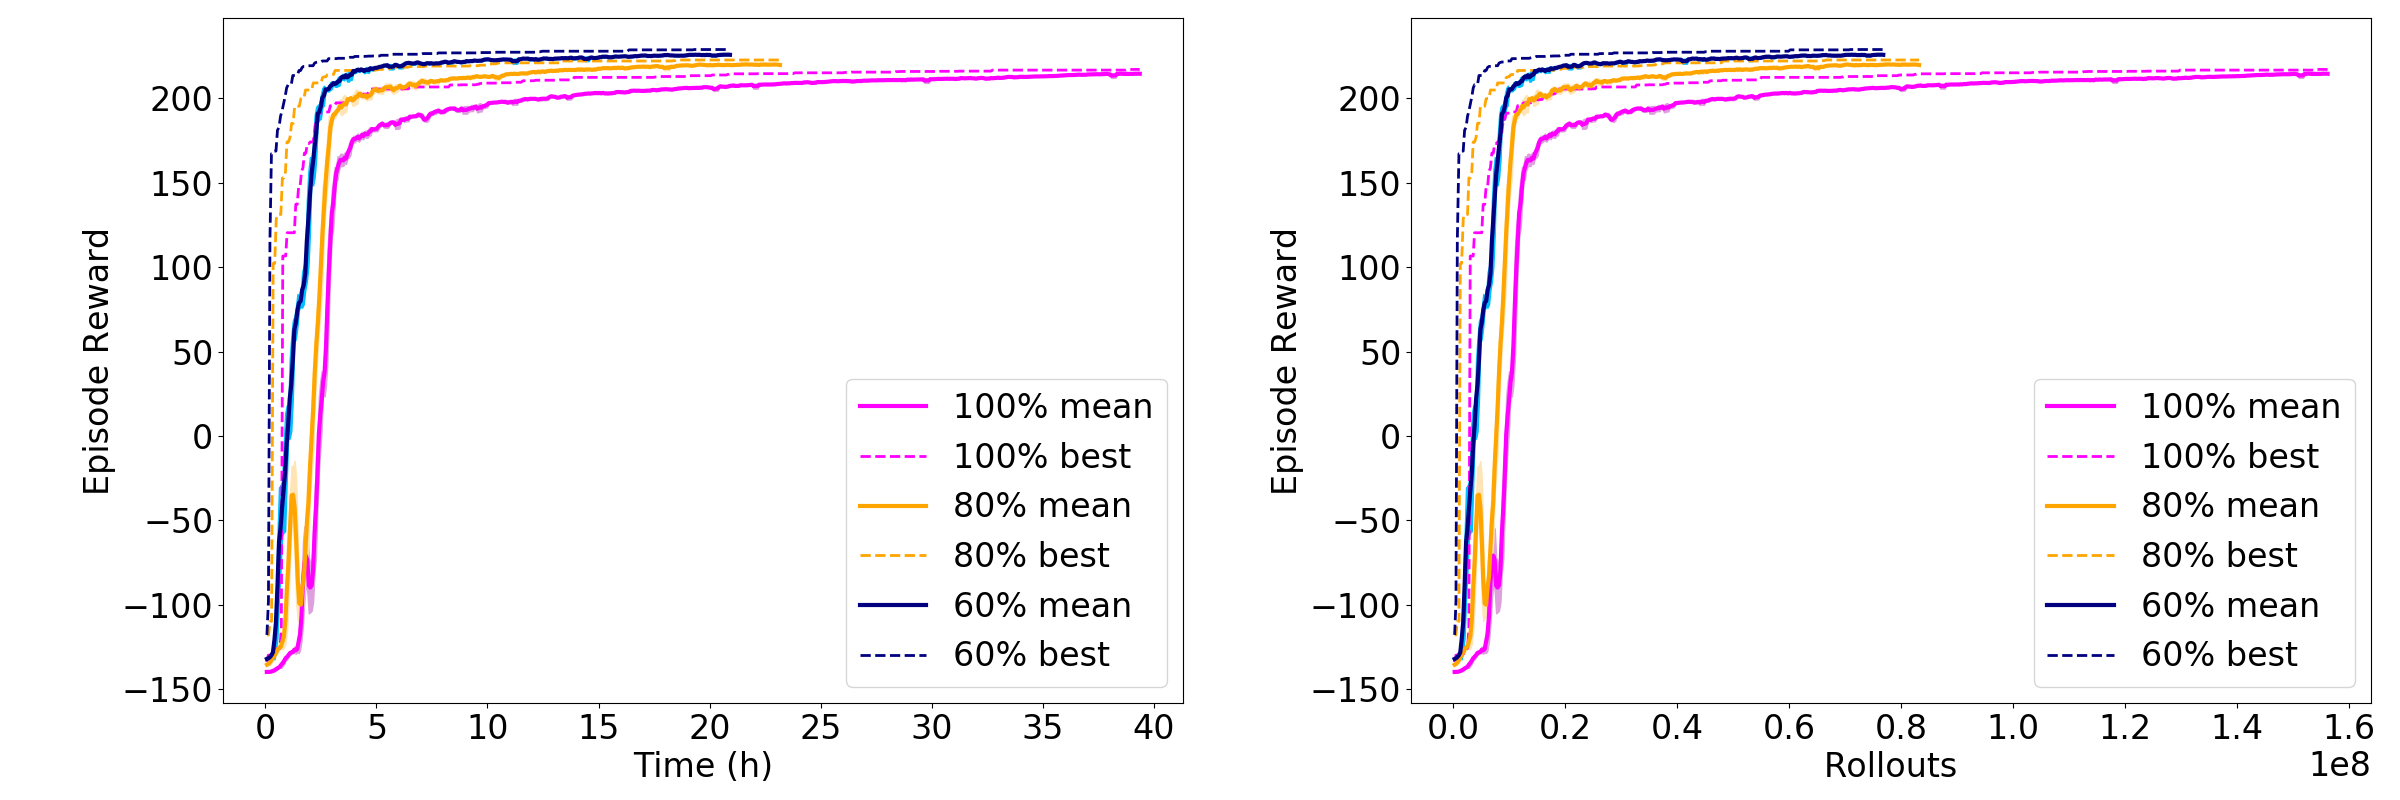 200
150
100
50
0
−50
−100
−150
Episode Reward
0 5 10 15 20 25 30 35 40
Time (h)
100% mean
100% best
80% mean
80% best
60% mean
60% best
200
150
100
50
0
−50
−100
−150
Episode Reward
0.0 0.2 0.4 0.6 0.8 1.0 1.2 1.4 1.6
1e8
Rollouts
100% mean
100% best
80% mean
80% best
60% mean
60% best